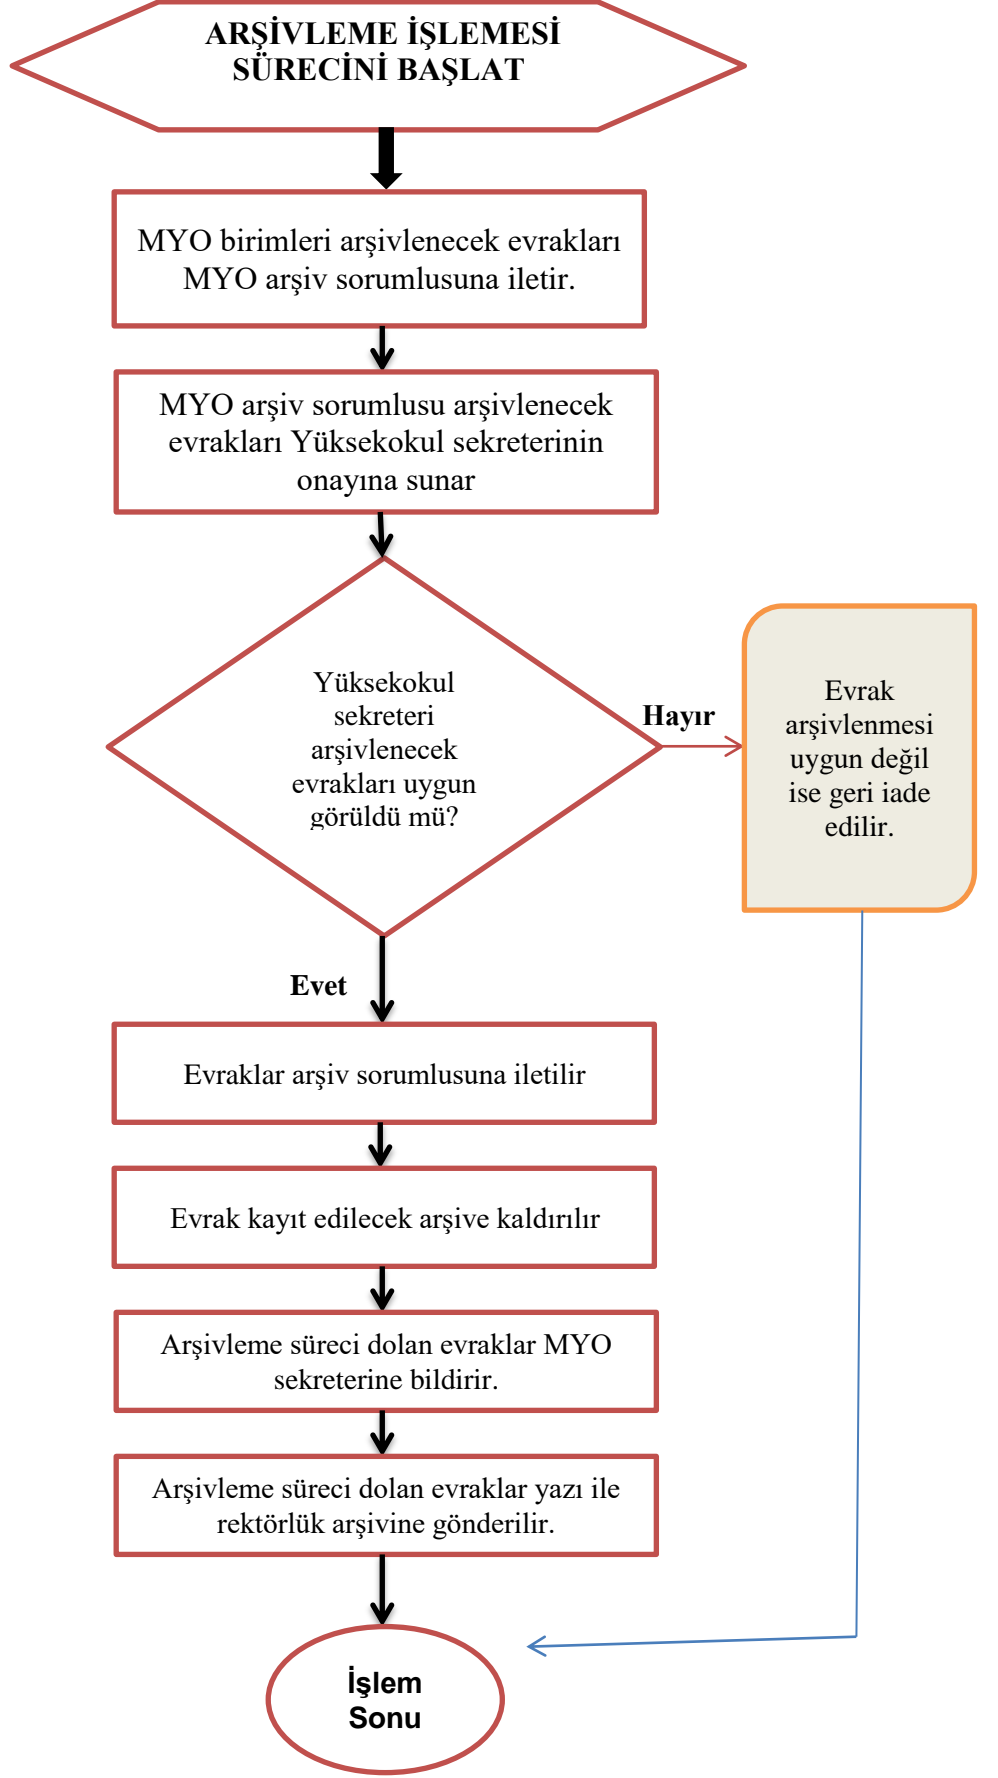 ARŞİVLEME İŞLEMESİ
SÜRECİNİ BAŞLAT
MYO birimleri arşivlenecek evrakları
MYO arşiv sorumlusuna iletir.
MYO arşiv sorumlusu arşivlenecek
evrakları Yüksekokul sekreterinin
onayına sunar
Yüksekokul
sekreteri
arşivlenecek
evrakları uygun
görüldü mü?
Hayır
Evrak
arşivlenmesi
uygun değil
ise geri iade
edilir.
Evet
Evraklar arşiv sorumlusuna iletilir
Evrak kayıt edilecek arşive kaldırılır
Arşivleme süreci dolan evraklar MYO
sekreterine bildirir.
Arşivleme süreci dolan evraklar yazı ile
rektörlük arşivine gönderilir.
İşlem
Sonu